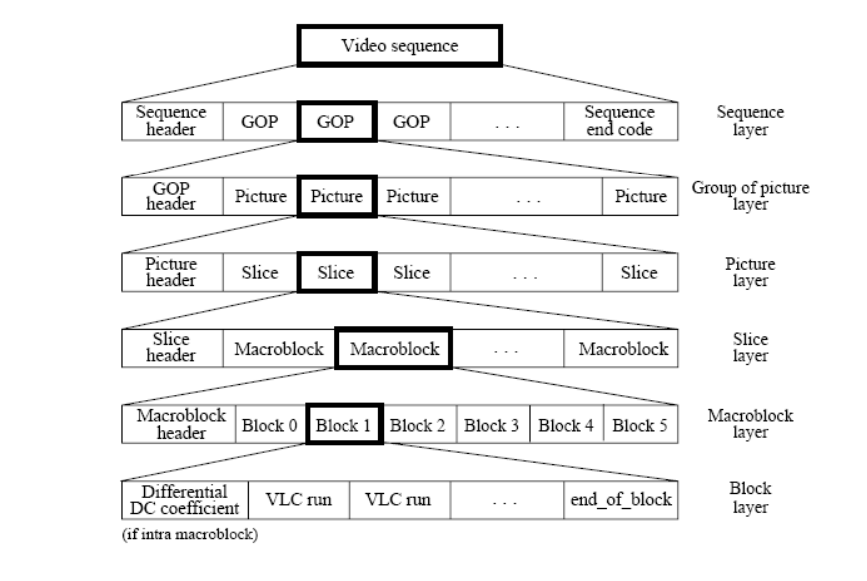 Video sequence
Sequence header GOP GOP GOP . . . Sequence end code Sequence layer
GOP header Picture Picture Picture . . . Picture Group of picture layer
Picture header Slice Slice Slice . . . Slice Picture layer
Slice header Macroblock Macroblock . . . Macroblock Slice layer
Macroblock header Block 0 Block 1 Block 2 Block 3 Block 4 Block 5 Macroblock layer
Differential DC coefficient VLC run VLC run . . . end_of_block Block layer
(if intra macroblock)